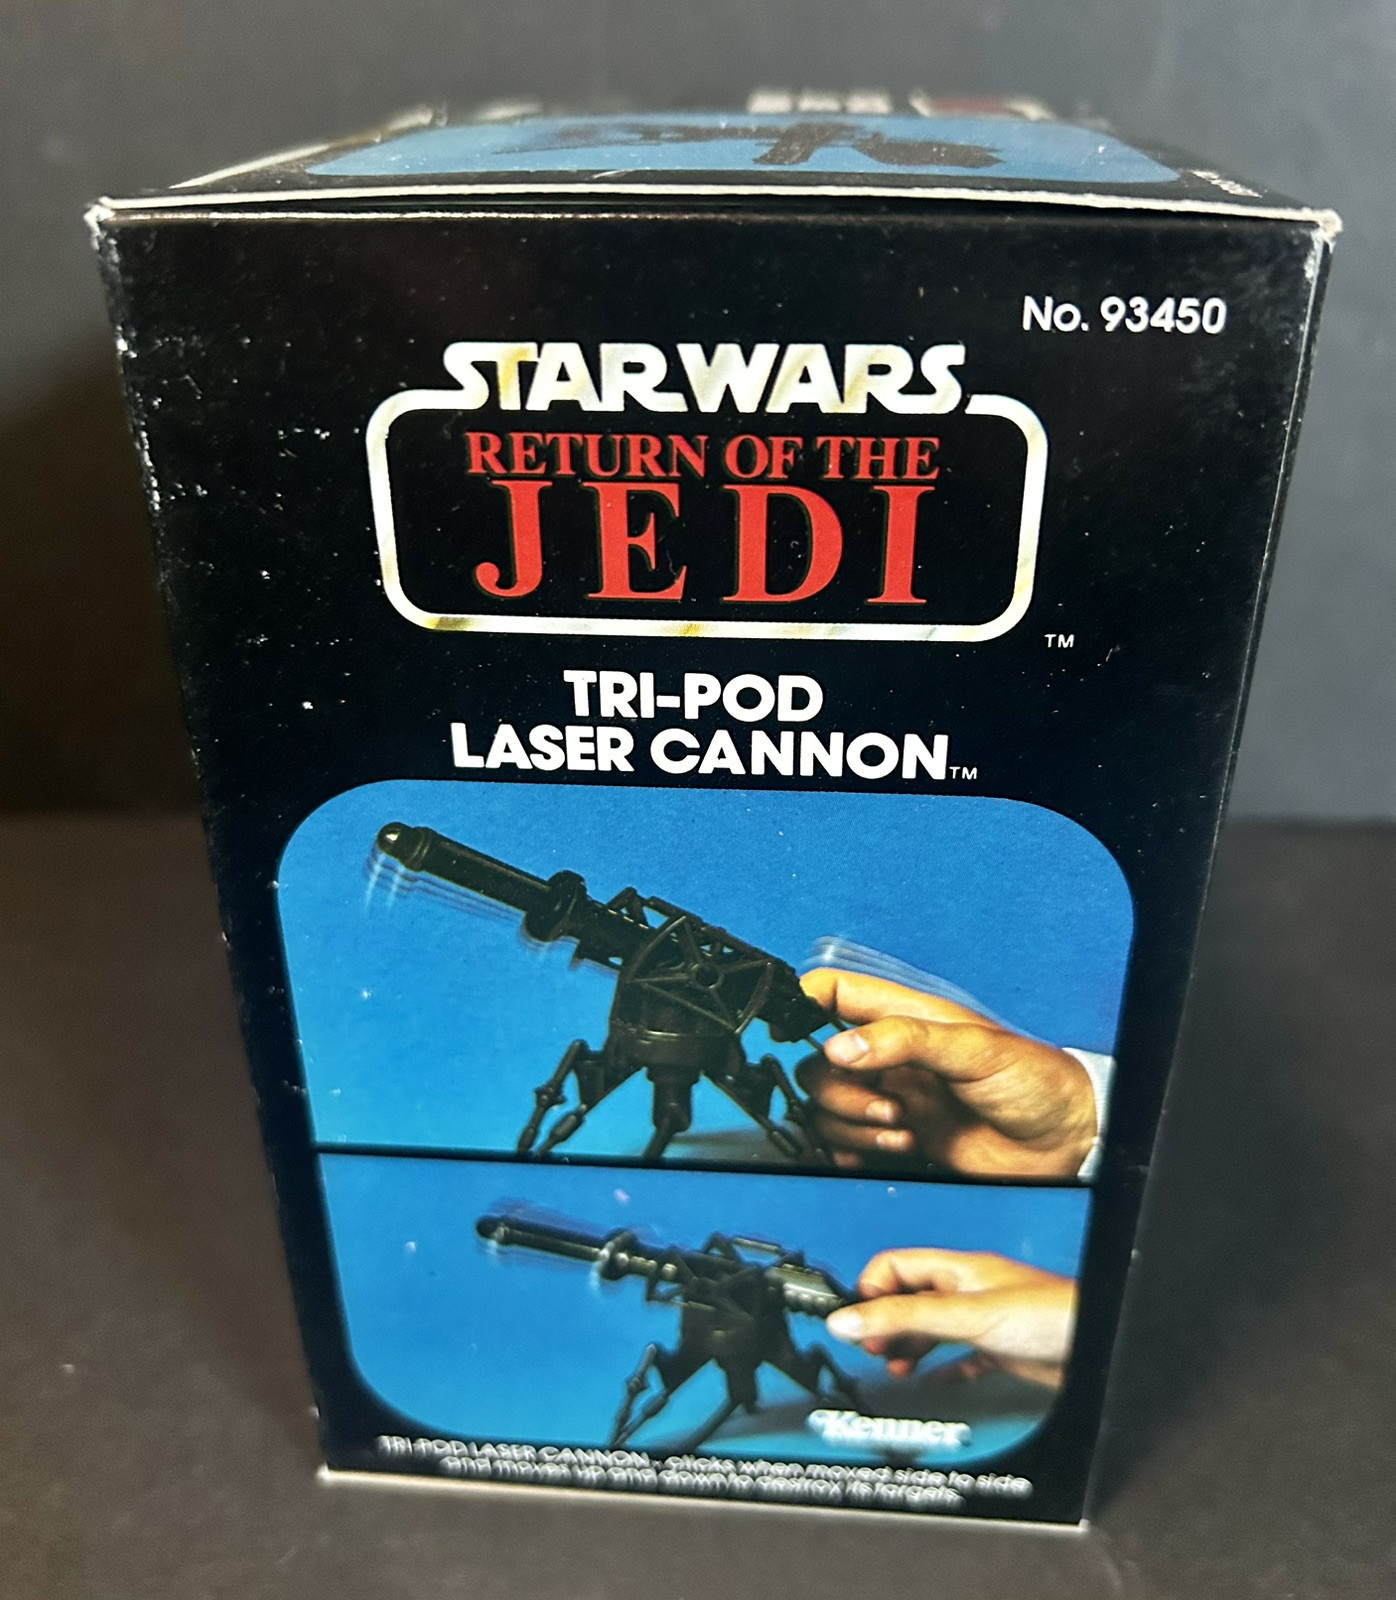 No. 93450
STAR WARS
RETURN OF THE
JEDI
TM
TRI-POD
LASER CANNON TM
Kenner
TRI-POD LASER CANNON clicks when moved side to side
and moves up and down to destroy its targets.